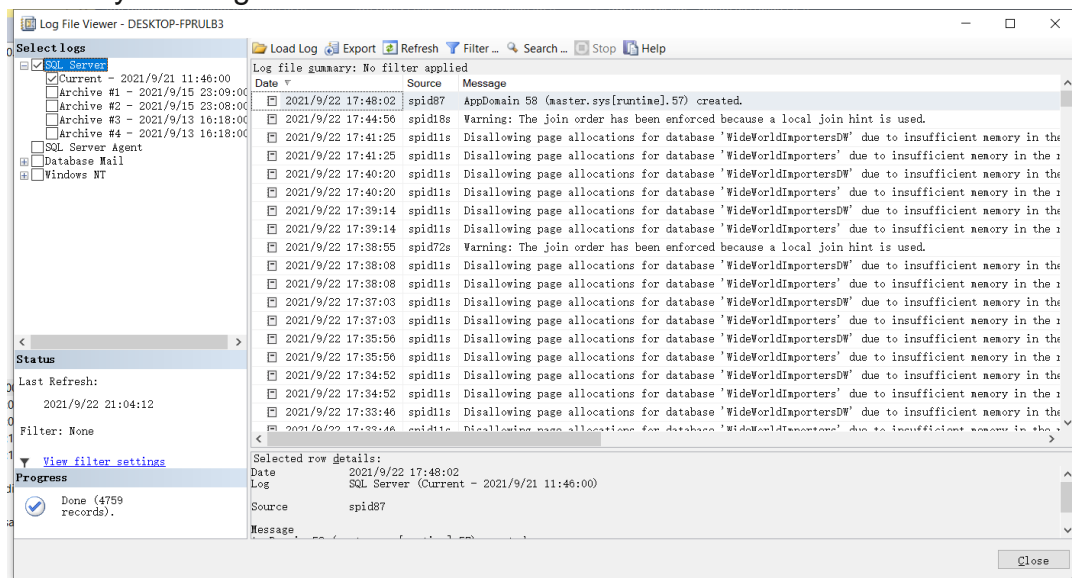 Log File Viewer - DESKTOP-FPRULB3
Select logs
SQL Server
Current - 2021/9/21 11:46:00
Archive #1 - 2021/9/15 23:09:00
Archive #2 - 2021/9/15 23:08:00
Archive #3 - 2021/9/13 16:18:00
Archive #4 - 2021/9/13 16:18:00
SQL Server Agent
Database Mail
Windows NT
Status
Last Refresh:
2021/9/22 21:04:12
Filter: None
View filter settings
Progress
Done (4759
records).
Load Log Export Refresh Filter ... Search ... Stop Help
Log file summary: No filter applied
Date Source Message
2021/9/22 17:48:02 spid87 AppDomain 58 (master.sys[runtime].57) created.
2021/9/22 17:44:56 spid18s Warning: The join order has been enforced because a local join hint is used.
2021/9/22 17:41:25 spid11s Disallowing page allocations for database 'WideWorldImportersDW' due to insufficient memory in the
2021/9/22 17:41:25 spid11s Disallowing page allocations for database 'WideWorldImporters' due to insufficient memory in the
2021/9/22 17:40:20 spid11s Disallowing page allocations for database 'WideWorldImportersDW' due to insufficient memory in the
2021/9/22 17:40:20 spid11s Disallowing page allocations for database 'WideWorldImporters' due to insufficient memory in the
2021/9/22 17:39:14 spid11s Disallowing page allocations for database 'WideWorldImportersDW' due to insufficient memory in the
2021/9/22 17:39:14 spid11s Disallowing page allocations for database 'WideWorldImporters' due to insufficient memory in the
2021/9/22 17:38:55 spid72s Warning: The join order has been enforced because a local join hint is used.
2021/9/22 17:38:08 spid11s Disallowing page allocations for database 'WideWorldImportersDW' due to insufficient memory in the
2021/9/22 17:38:08 spid11s Disallowing page allocations for database 'WideWorldImporters' due to insufficient memory in the
2021/9/22 17:37:03 spid11s Disallowing page allocations for database 'WideWorldImportersDW' due to insufficient memory in the
2021/9/22 17:37:03 spid11s Disallowing page allocations for database 'WideWorldImporters' due to insufficient memory in the
2021/9/22 17:35:56 spid11s Disallowing page allocations for database 'WideWorldImportersDW' due to insufficient memory in the
2021/9/22 17:35:56 spid11s Disallowing page allocations for database 'WideWorldImporters' due to insufficient memory in the
2021/9/22 17:34:52 spid11s Disallowing page allocations for database 'WideWorldImportersDW' due to insufficient memory in the
2021/9/22 17:34:52 spid11s Disallowing page allocations for database 'WideWorldImporters' due to insufficient memory in the
2021/9/22 17:33:46 spid11s Disallowing page allocations for database 'WideWorldImportersDW' due to insufficient memory in the
2021/9/22 17:33:46 spid11s Disallowing page allocations for database 'WideWorldImporters' due to insufficient memory in the
Selected row details:
Date 2021/9/22 17:48:02
Log SQL Server (Current - 2021/9/21 11:46:00)
Source spid87
Message
Close